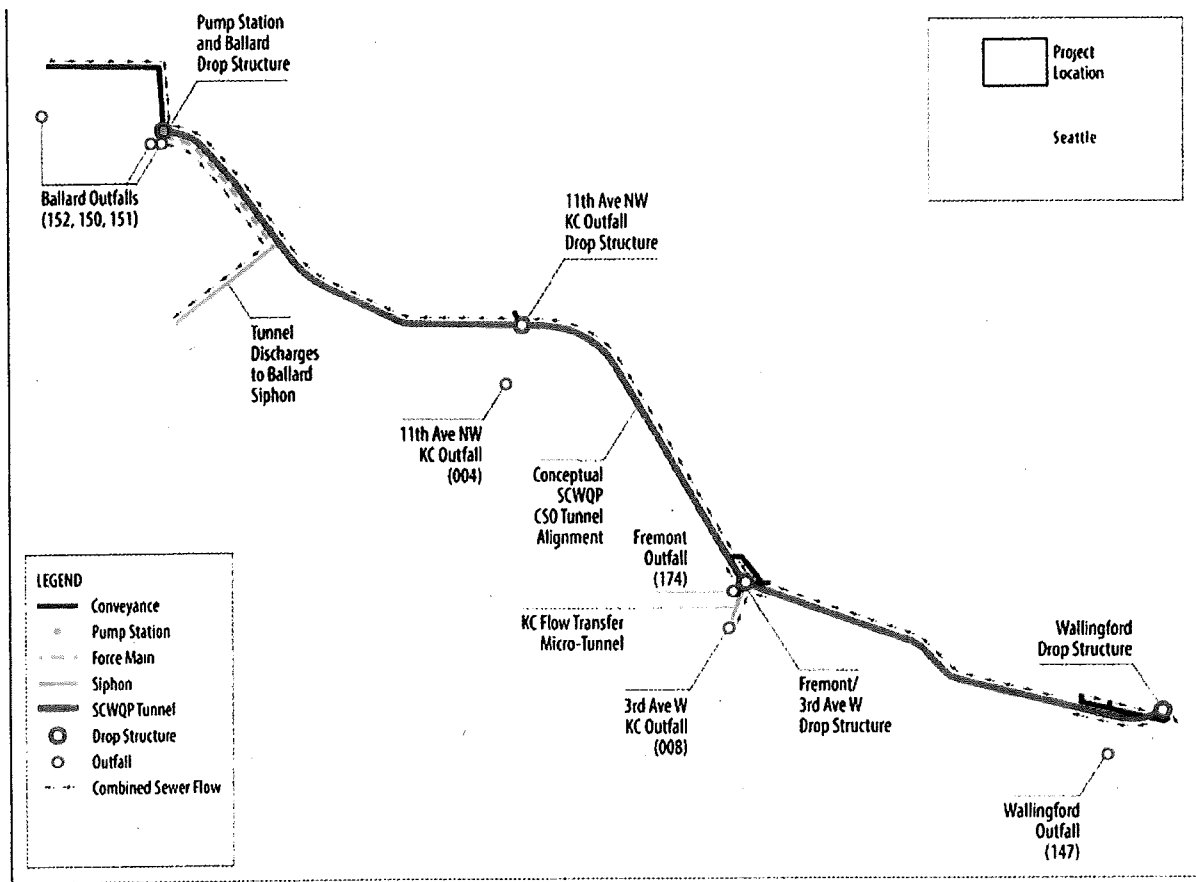 Pump Station
and Ballard
Drop Structure
Project
Location
Seattle
Ballard Outfalls
(152, 150, 151)
11th Ave NW
KC Outfall
Drop Structure
Tunnel
Discharges
to Ballard
Siphon
11th Ave NW
KC Outfall
(004)
Conceptual
SCWQP
CSO Tunnel
Alignment
Fremont
Outfall
(174)
KC Flow Transfer
Micro-Tunnel
3rd Ave W
KC Outfall
(008)
Fremont/
3rd Ave W
Drop Structure
Wallingford
Drop Structure
Wallingford
Outfall
(147)
LEGEND
Conveyance
Pump Station
Force Main
Siphon
SCWQP Tunnel
Drop Structure
Outfall
Combined Sewer Flow